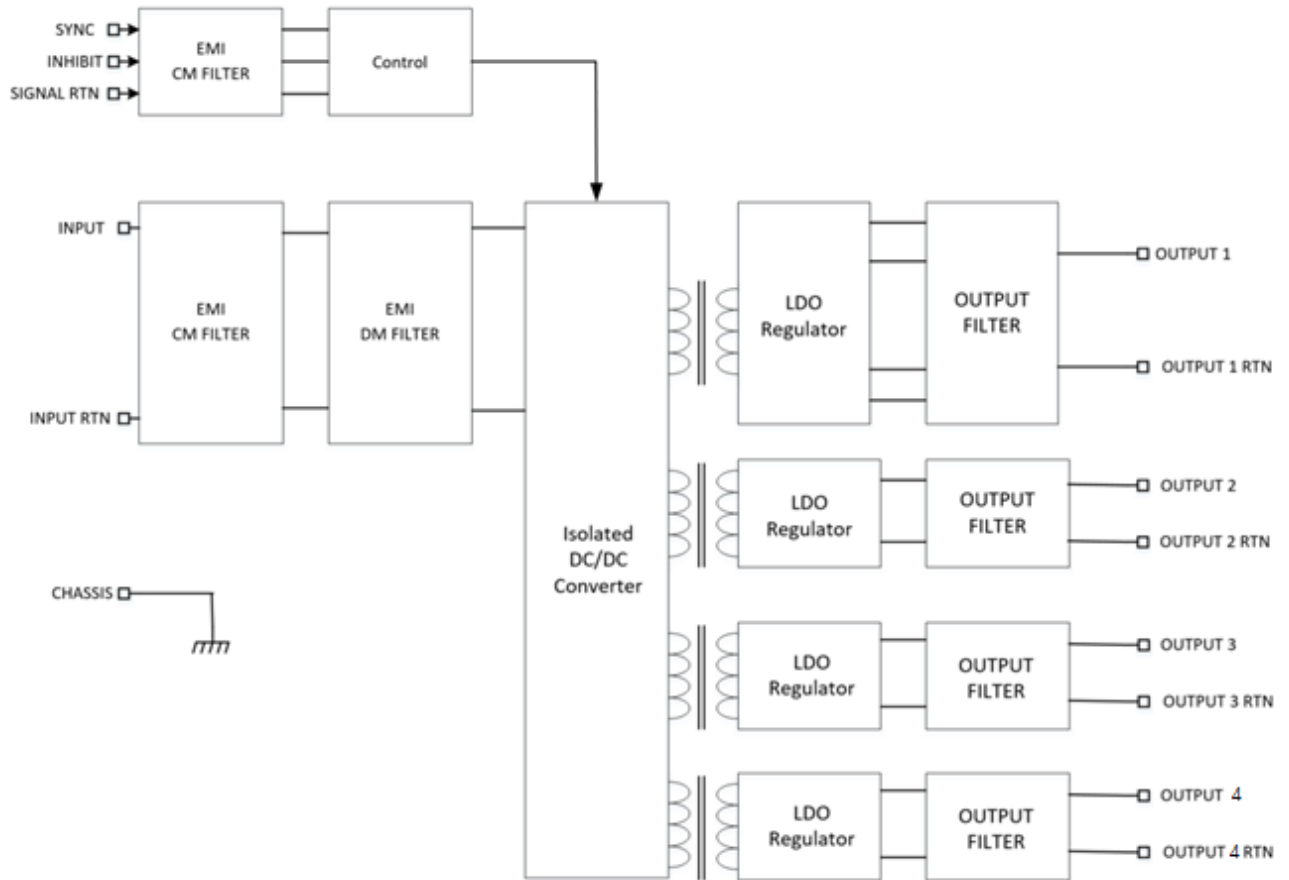 SYNC
INHIBIT
SIGNAL RTN
EMI
CM FILTER
Control
INPUT
INPUT RTN
EMI
CM FILTER
EMI
DM FILTER
CHASSIS
Isolated
DC/DC
Converter
LDO
Regulator
OUTPUT
FILTER
OUTPUT 1
OUTPUT 1 RTN
LDO
Regulator
OUTPUT
FILTER
OUTPUT 2
OUTPUT 2 RTN
LDO
Regulator
OUTPUT
FILTER
OUTPUT 3
OUTPUT 3 RTN
LDO
Regulator
OUTPUT
FILTER
OUTPUT 4
OUTPUT 4 RTN